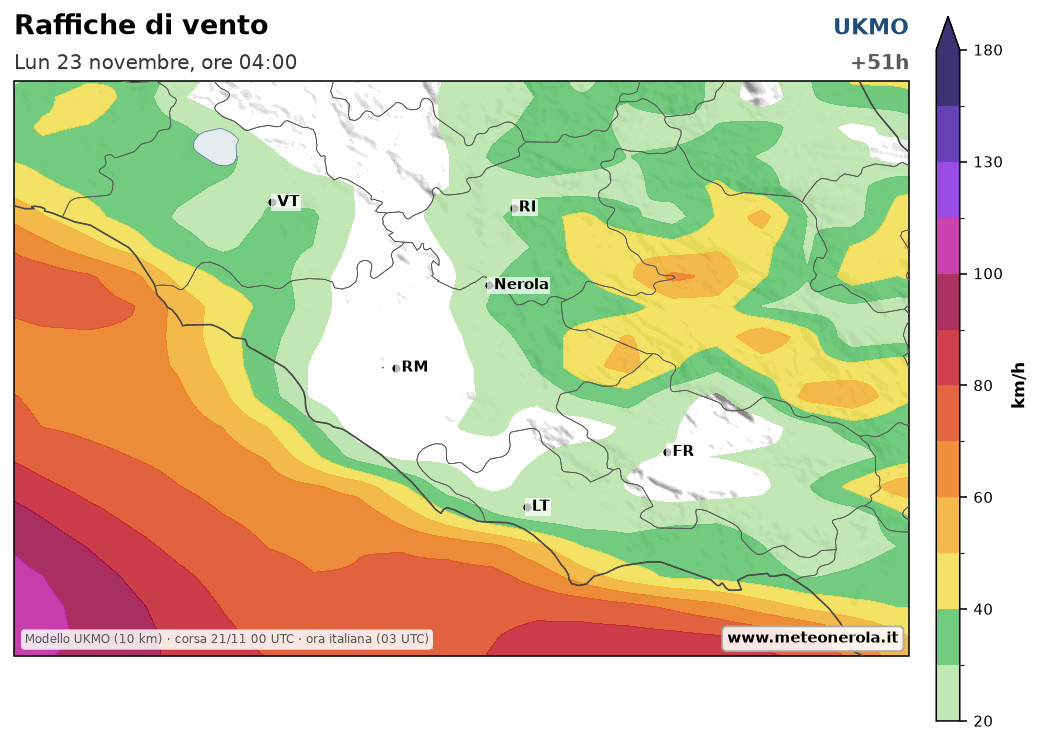 Raffiche di vento
UKMO
Lun 23 novembre, ore 04:00
+51h
180
130
100
80
60
40
20
km/h
VT
RI
Nerola
RM
FR
LT
Modello UKMO (10 km) · corsa 21/11 00 UTC · ora italiana (03 UTC)
www.meteonerola.it